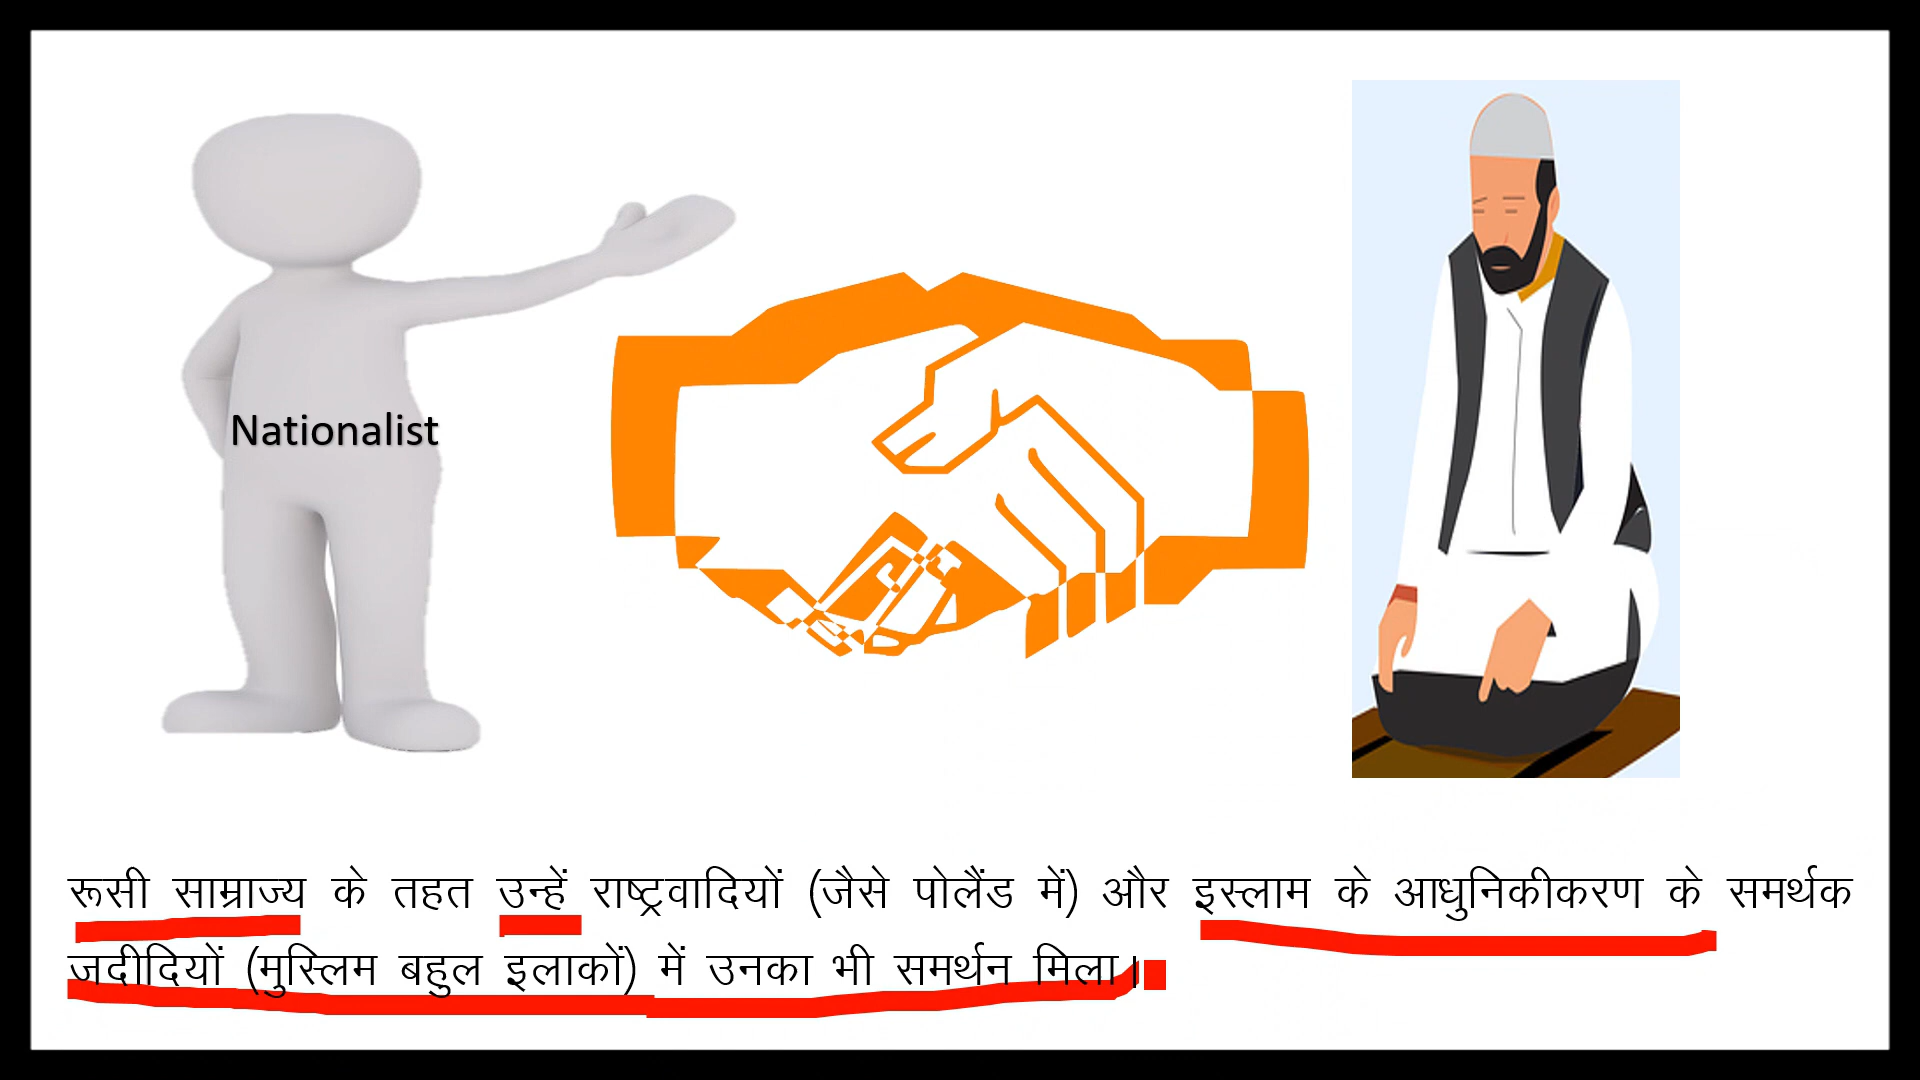 Nationalist
रूसी साम्राज्य के तहत उन्हें राष्ट्रवादियों (जैसे पोलैंड में) और इस्लाम के आधुनिकीकरण के समर्थक
जदीदियों (मुस्लिम बहुल इलाकों) में उनका भी समर्थन मिला।